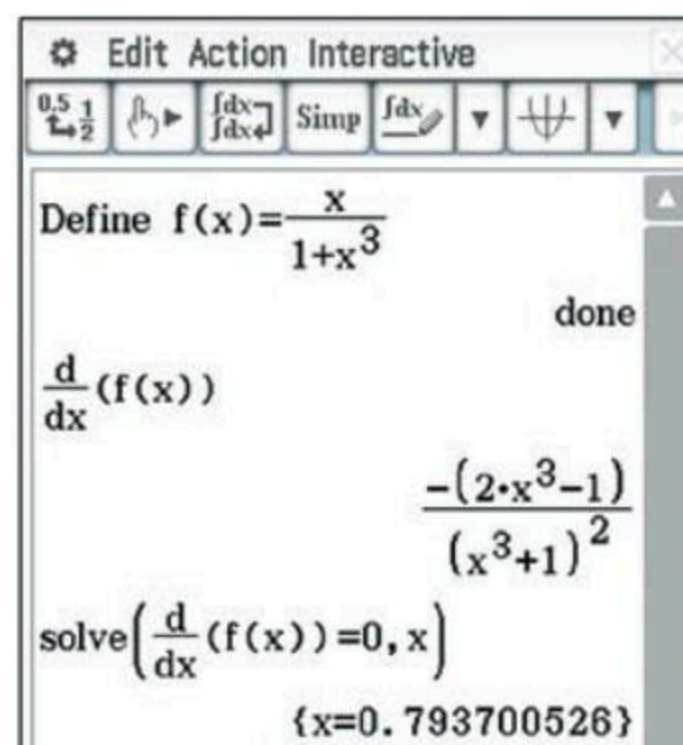 Edit Action Interactive
0.5 1/2 ∫dx ∫dx Simp ∫dx
Define f(x)=x/(1+x^3)
done
d/dx(f(x))
-(2·x^3-1)/(x^3+1)^2
solve(d/dx(f(x))=0,x)
{x=0.793700526}